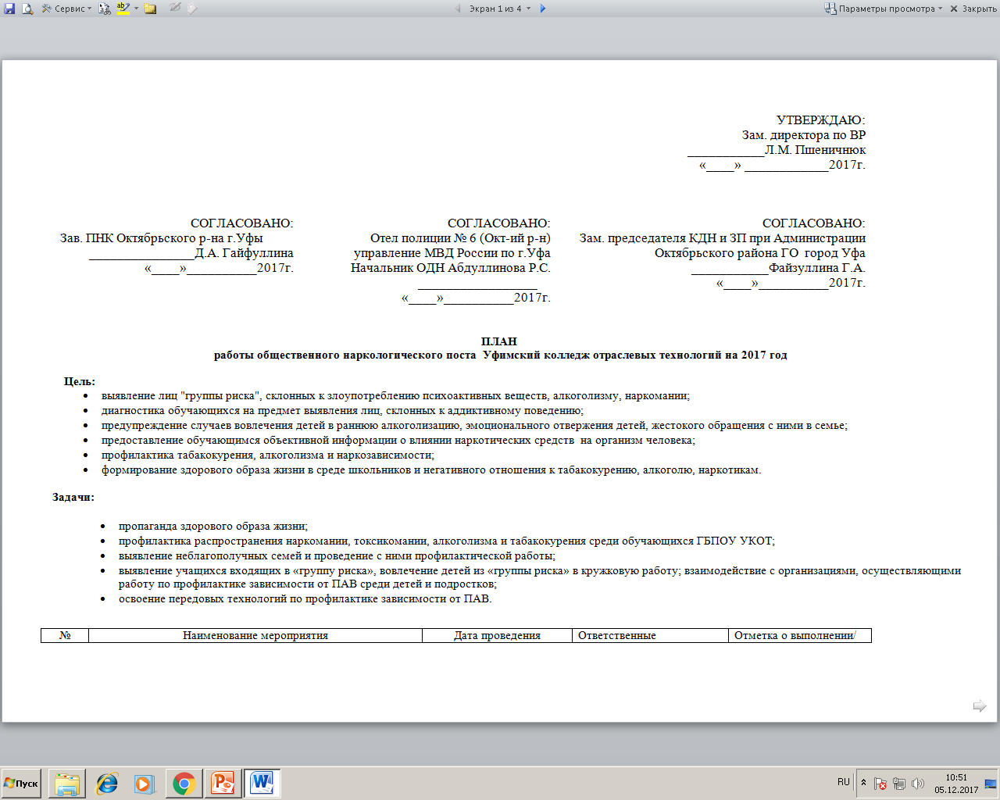 Сервис
Экран 1 из 4
Параметры просмотра
Закрыть
УТВЕРЖДАЮ:
Зам. директора по ВР
___________Л.М. Пшеничнюк
«____» ____________2017г.
СОГЛАСОВАНО:
Зав. ПНК Октябрьского р-на г.Уфы
_______________Д.А. Гайфуллина
«____»__________2017г.
СОГЛАСОВАНО:
Отел полиции № 6 (Окт-ий р-н)
управление МВД России по г.Уфа
Начальник ОДН Абдуллинова Р.С.
_________________
«____»__________2017г.
СОГЛАСОВАНО:
Зам. председателя КДН и ЗП при Администрации
Октябрьского района ГО город Уфа
___________Файзуллина Г.А.
«____»__________2017г.
ПЛАН
работы общественного наркологического поста Уфимский колледж отраслевых технологий на 2017 год
Цель:
• выявление лиц "группы риска", склонных к злоупотреблению психоактивных веществ, алкоголизму, наркомании;
• диагностика обучающихся на предмет выявления лиц, склонных к аддиктивному поведению;
• предупреждение случаев вовлечения детей в раннюю алкоголизацию, эмоционального отвержения детей, жестокого обращения с ними в семье;
• предоставление обучающимся объективной информации о влиянии наркотических средств на организм человека;
• профилактика табакокурения, алкоголизма и наркозависимости;
• формирование здорового образа жизни в среде школьников и негативного отношения к табакокурению, алкоголю, наркотикам.
Задачи:
• пропаганда здорового образа жизни;
• профилактика распространения наркомании, токсикомании, алкоголизма и табакокурения среди обучающихся ГБПОУ УКОТ;
• выявление неблагополучных семей и проведение с ними профилактической работы;
• выявление учащихся входящих в «группу риска», вовлечение детей из «группы риска» в кружковую работу; взаимодействие с организациями, осуществляющими
работу по профилактике зависимости от ПАВ среди детей и подростков;
• освоение передовых технологий по профилактике зависимости от ПАВ.
№ Наименование мероприятия Дата проведения Ответственные Отметка о выполнении/
Пуск
RU
10:51
05.12.2017